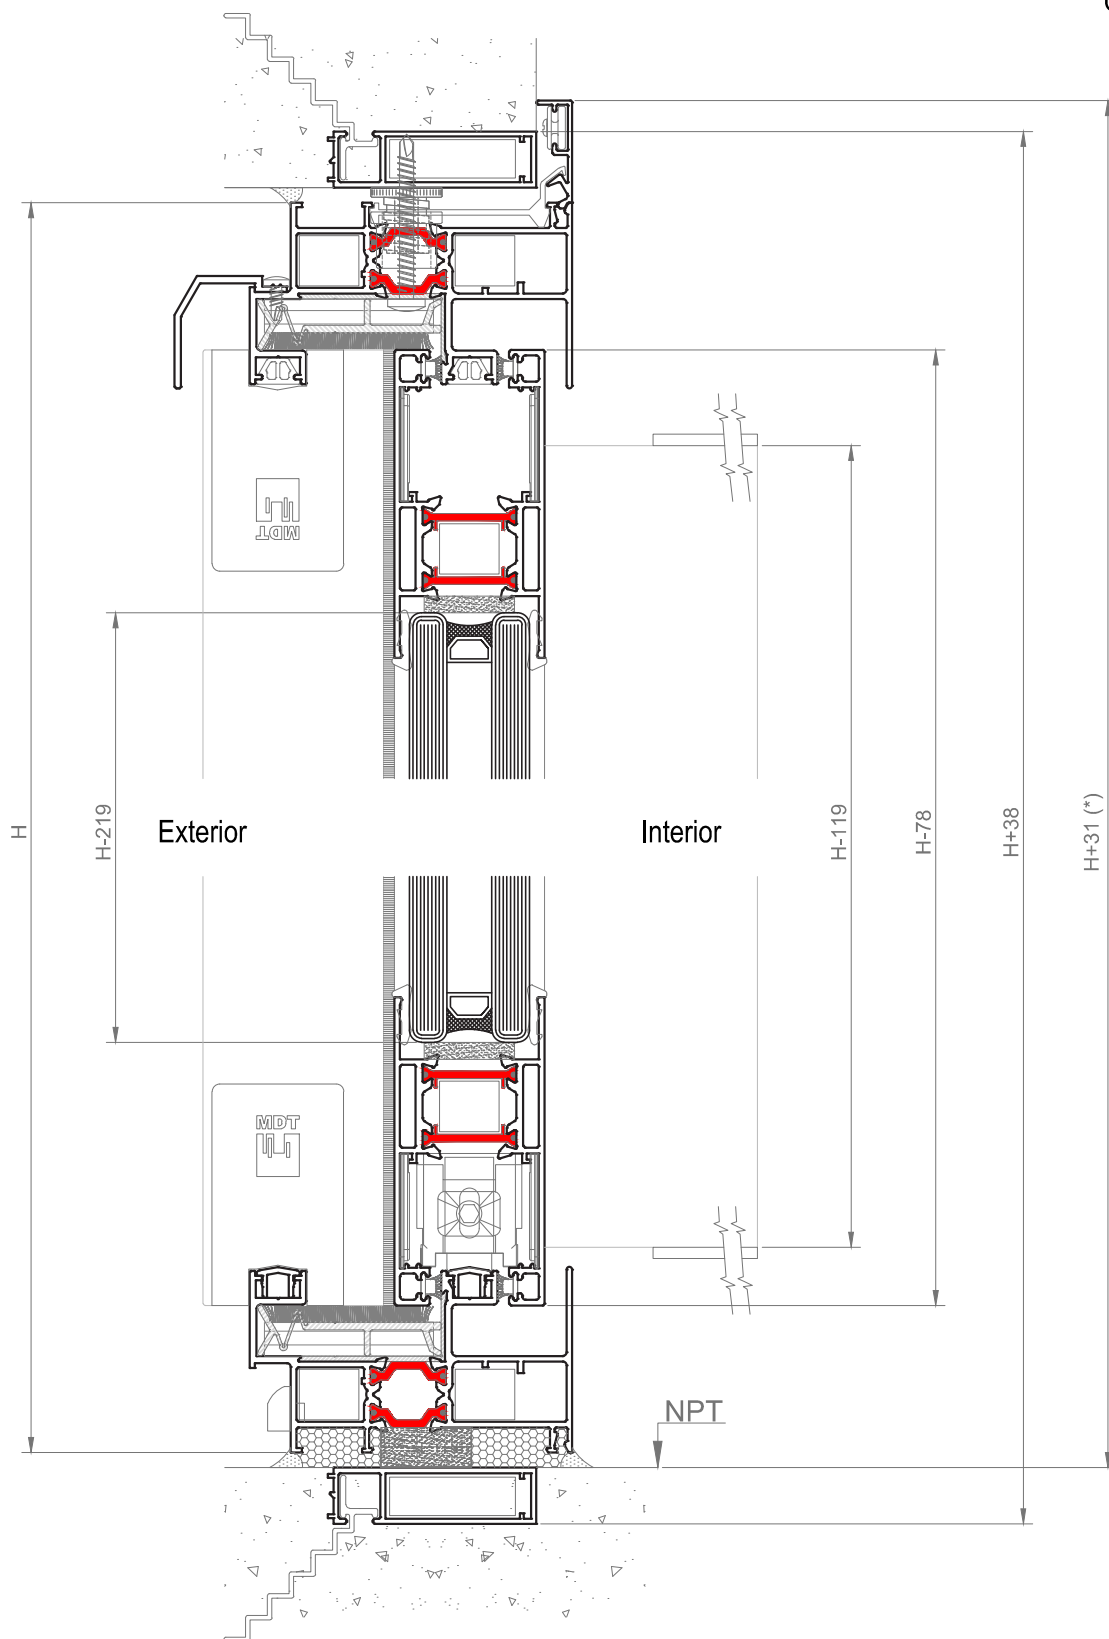 MDT
H
H-219
Exterior
Interior
H-119
H-78
H+38
H+31 (*)
MDT
NPT